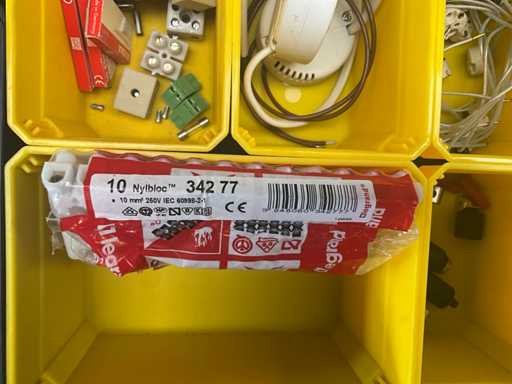 10 Nylbloc™ 342 77
• 10 mm² 250V IEC 60998-2-1
CE
Legrand
Legrand